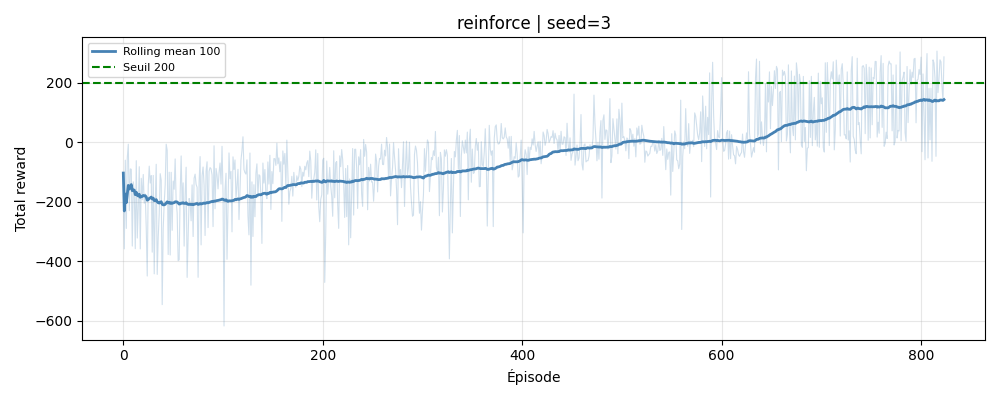 reinforce | seed=3
Rolling mean 100
Seuil 200
Total reward
200
0
−200
−400
−600
0
200
400
600
800
Épisode